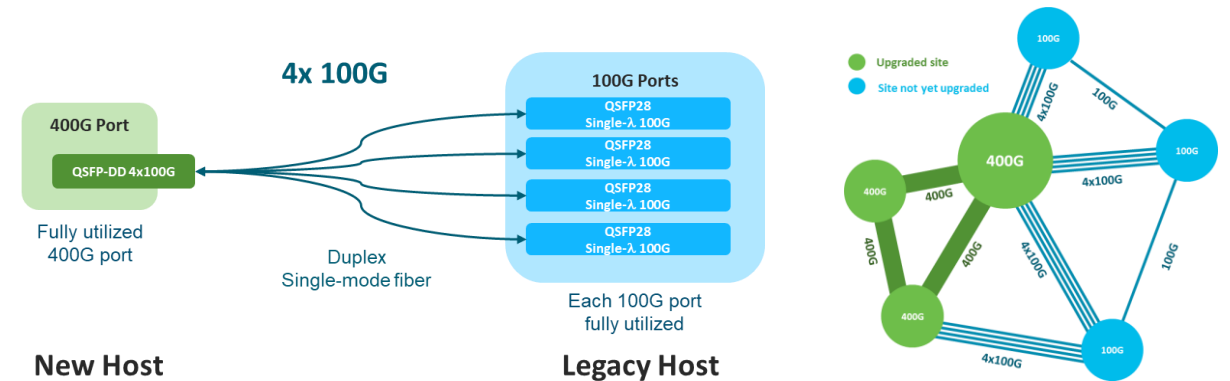 4x 100G
400G Port
QSFP-DD 4x100G
Fully utilized
400G port
Duplex
Single-mode fiber
100G Ports
QSFP28
Single-λ 100G
QSFP28
Single-λ 100G
QSFP28
Single-λ 100G
QSFP28
Single-λ 100G
Each 100G port
fully utilized
New Host
Legacy Host
Upgraded site
Site not yet upgraded
100G
4x100G
100G
400G
100G
4x100G
400G
400G
400G
400G
4x100G
100G
400G
4x100G
100G